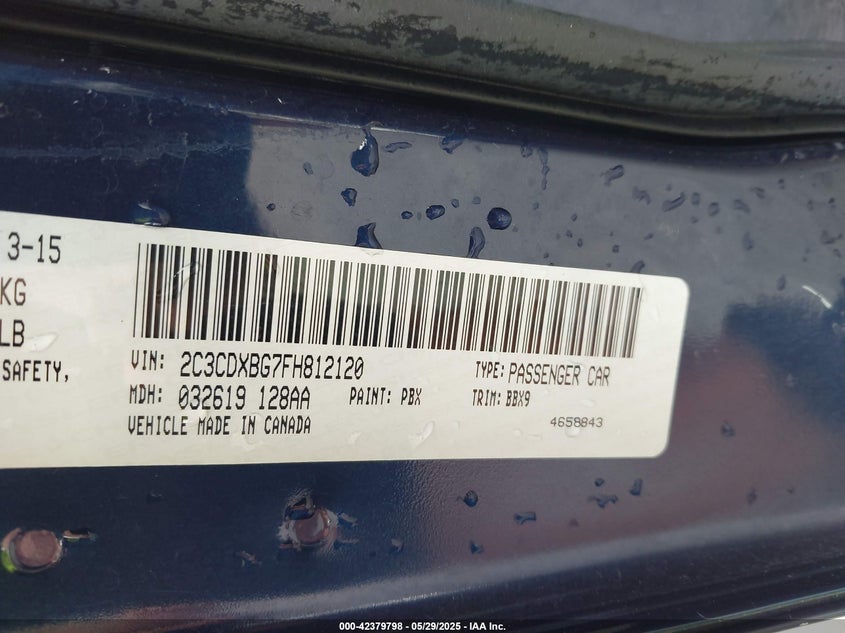 3-15
KG
LB
SAFETY,
VIN: 2C3CDXBG7FH812120
TYPE: PASSENGER CAR
MDH: 032619 128AA
PAINT: PBX
TRIM: BBX9
VEHICLE MADE IN CANADA
4658843
000-42379798 - 05/29/2025 - IAA Inc.